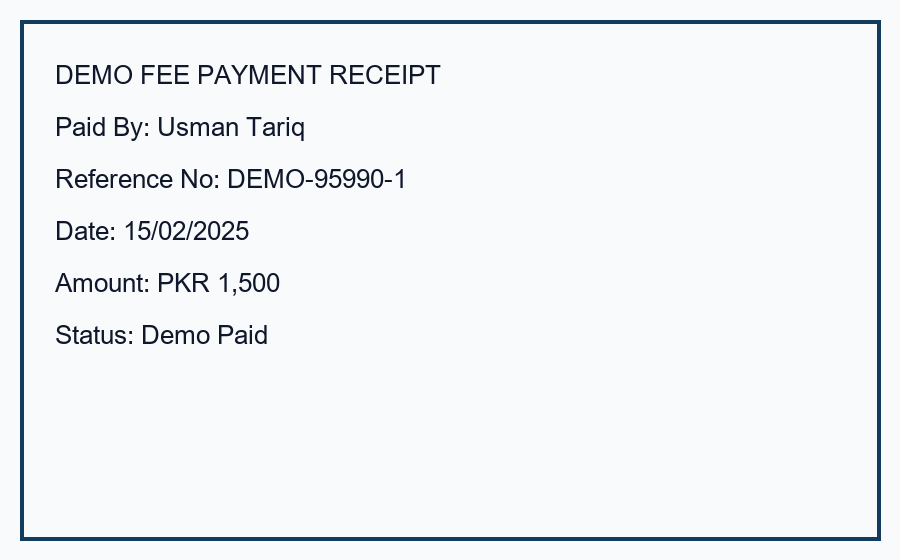 DEMO FEE PAYMENT RECEIPT
Paid By: Usman Tariq
Reference No: DEMO-95990-1
Date: 15/02/2025
Amount: PKR 1,500
Status: Demo Paid